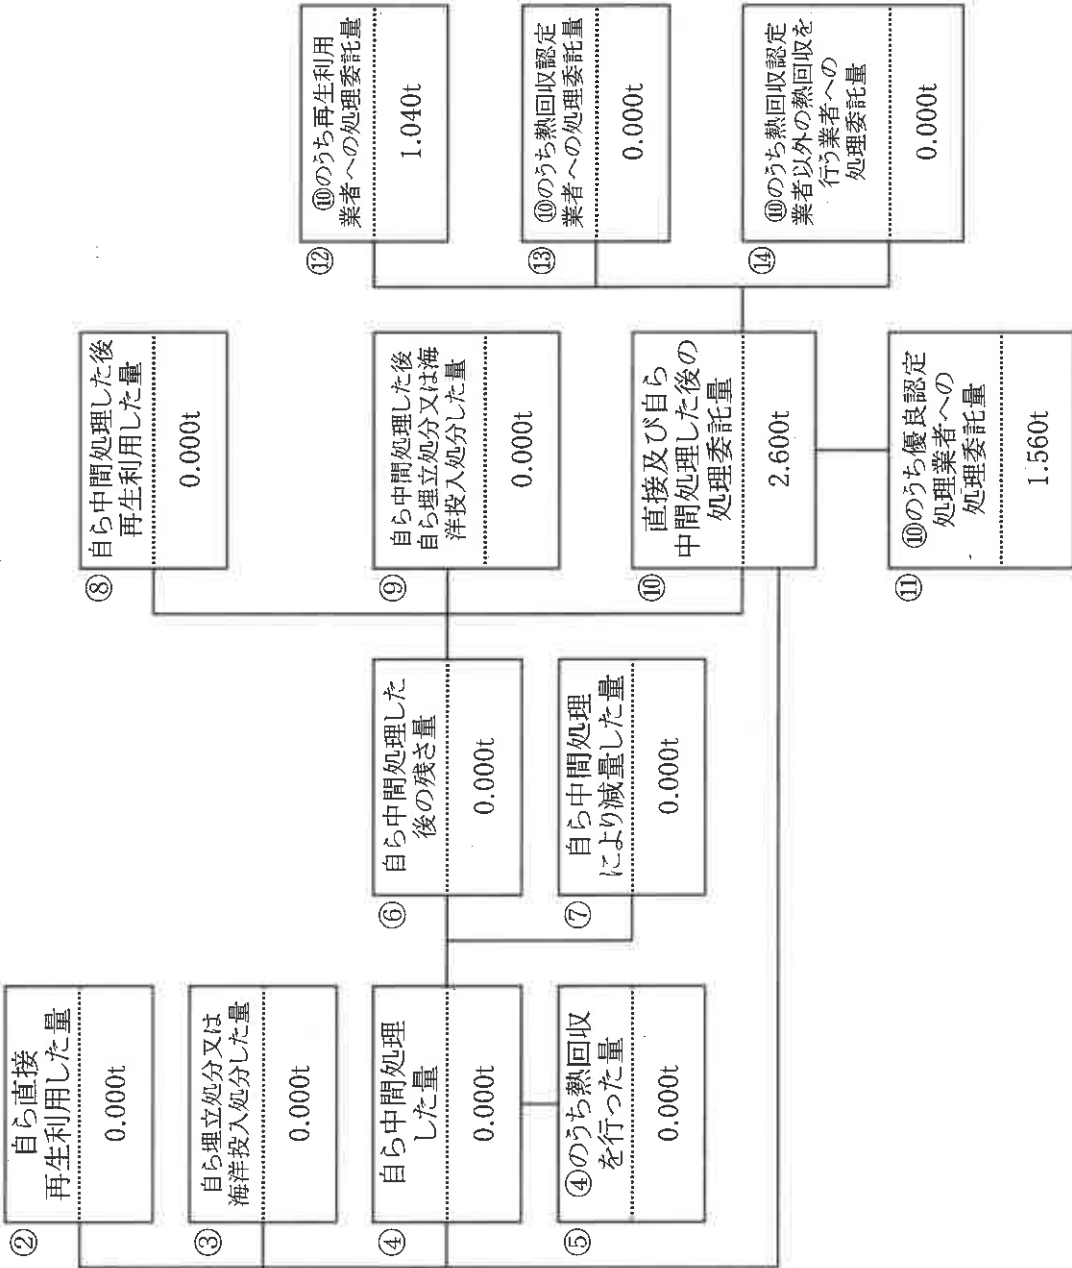 ②
自ら直接
再生利用した量
0.000t
③
自ら埋立処分又は
海洋投入処分した量
0.000t
④
自ら中間処理
した量
0.000t
⑤
④のうち熱回収
を行った量
0.000t
⑥
自ら中間処理した
後の残さ量
0.000t
⑦
自ら中間処理
により減量した量
0.000t
⑧
自ら中間処理した後
再生利用した量
0.000t
⑨
自ら中間処理した後
自ら埋立処分又は海
洋投入処分した量
0.000t
⑩
直接及び自ら
中間処理した後の
処理委託量
2.600t
⑪
⑩のうち優良認定
処理業者への
処理委託量
1.560t
⑫
⑩のうち再生利用
業者への処理委託量
1.040t
⑬
⑩のうち熱回収認定
業者への処理委託量
0.000t
⑭
⑩のうち熱回収認定
業者以外の熱回収を
行う業者への
処理委託量
0.000t